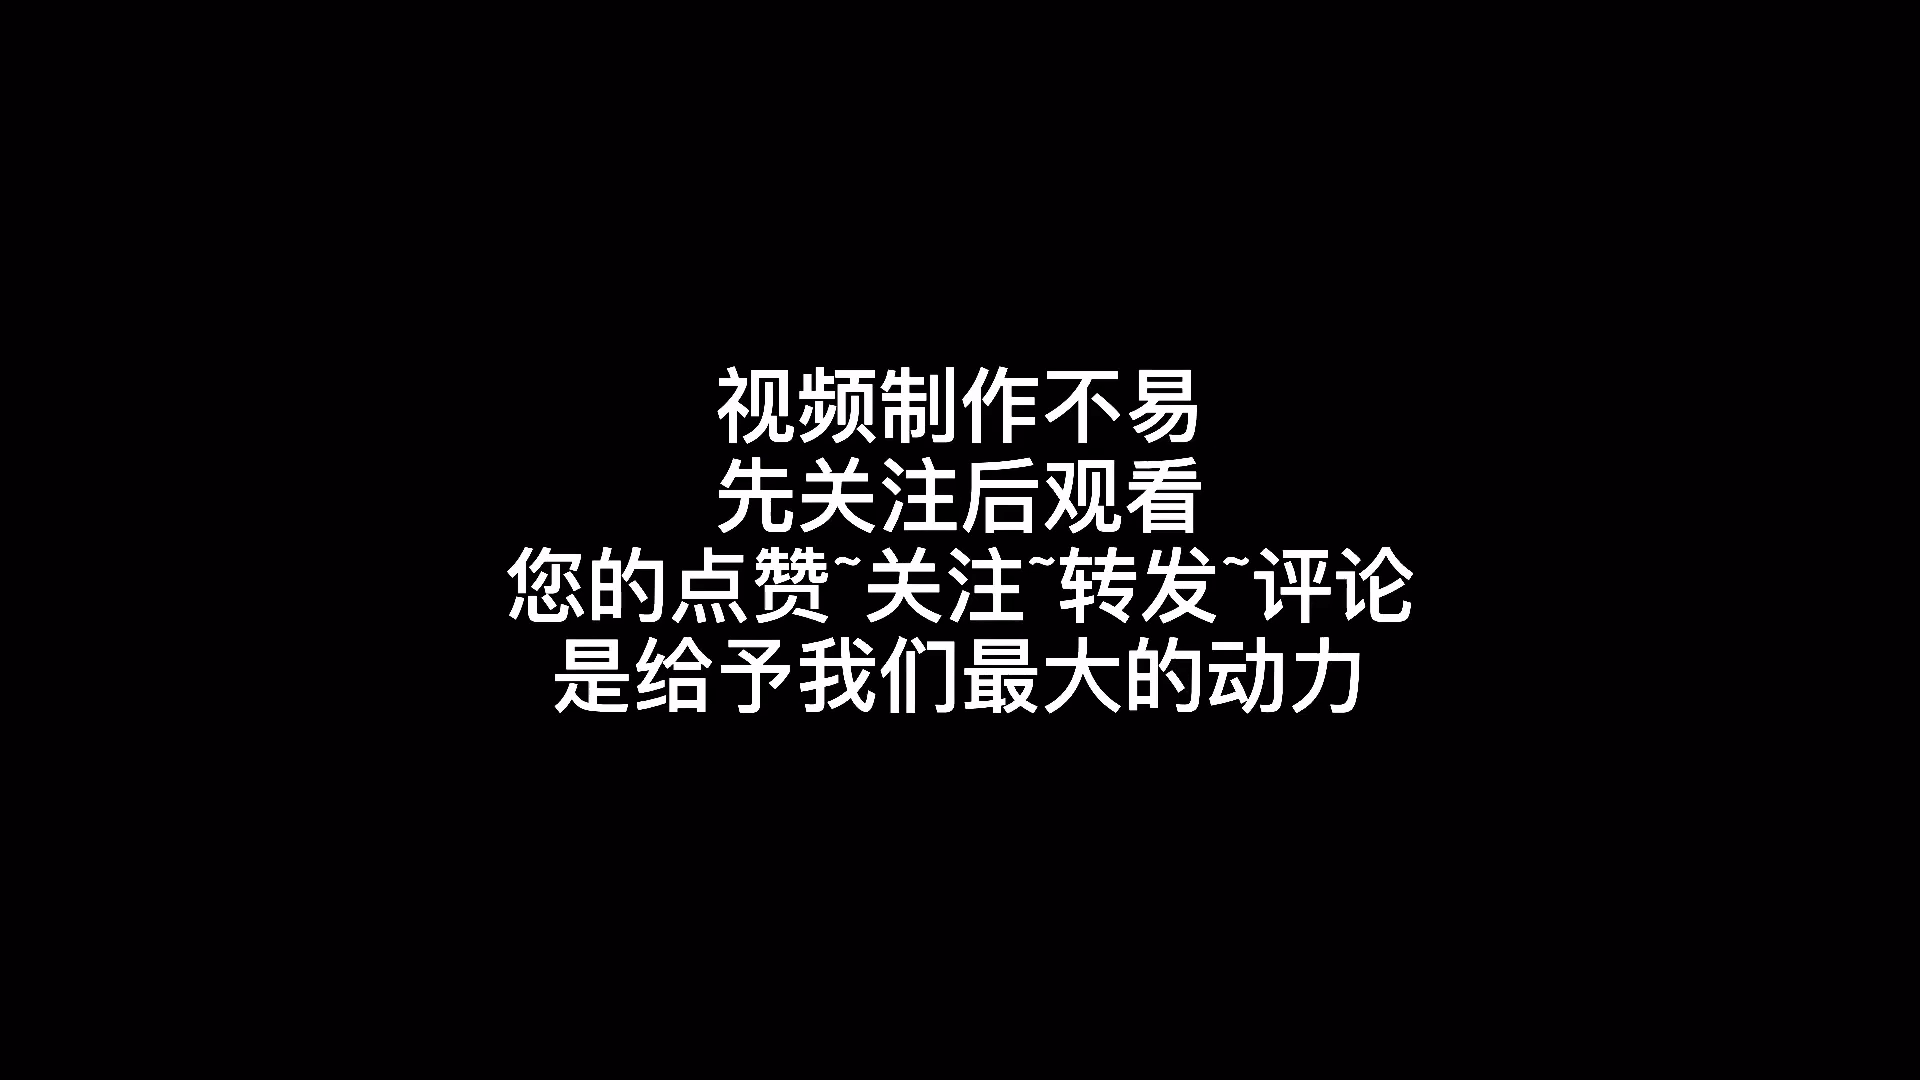 视频制作不易
先关注后观看
您的点赞~关注~转发~评论
是给予我们最大的动力